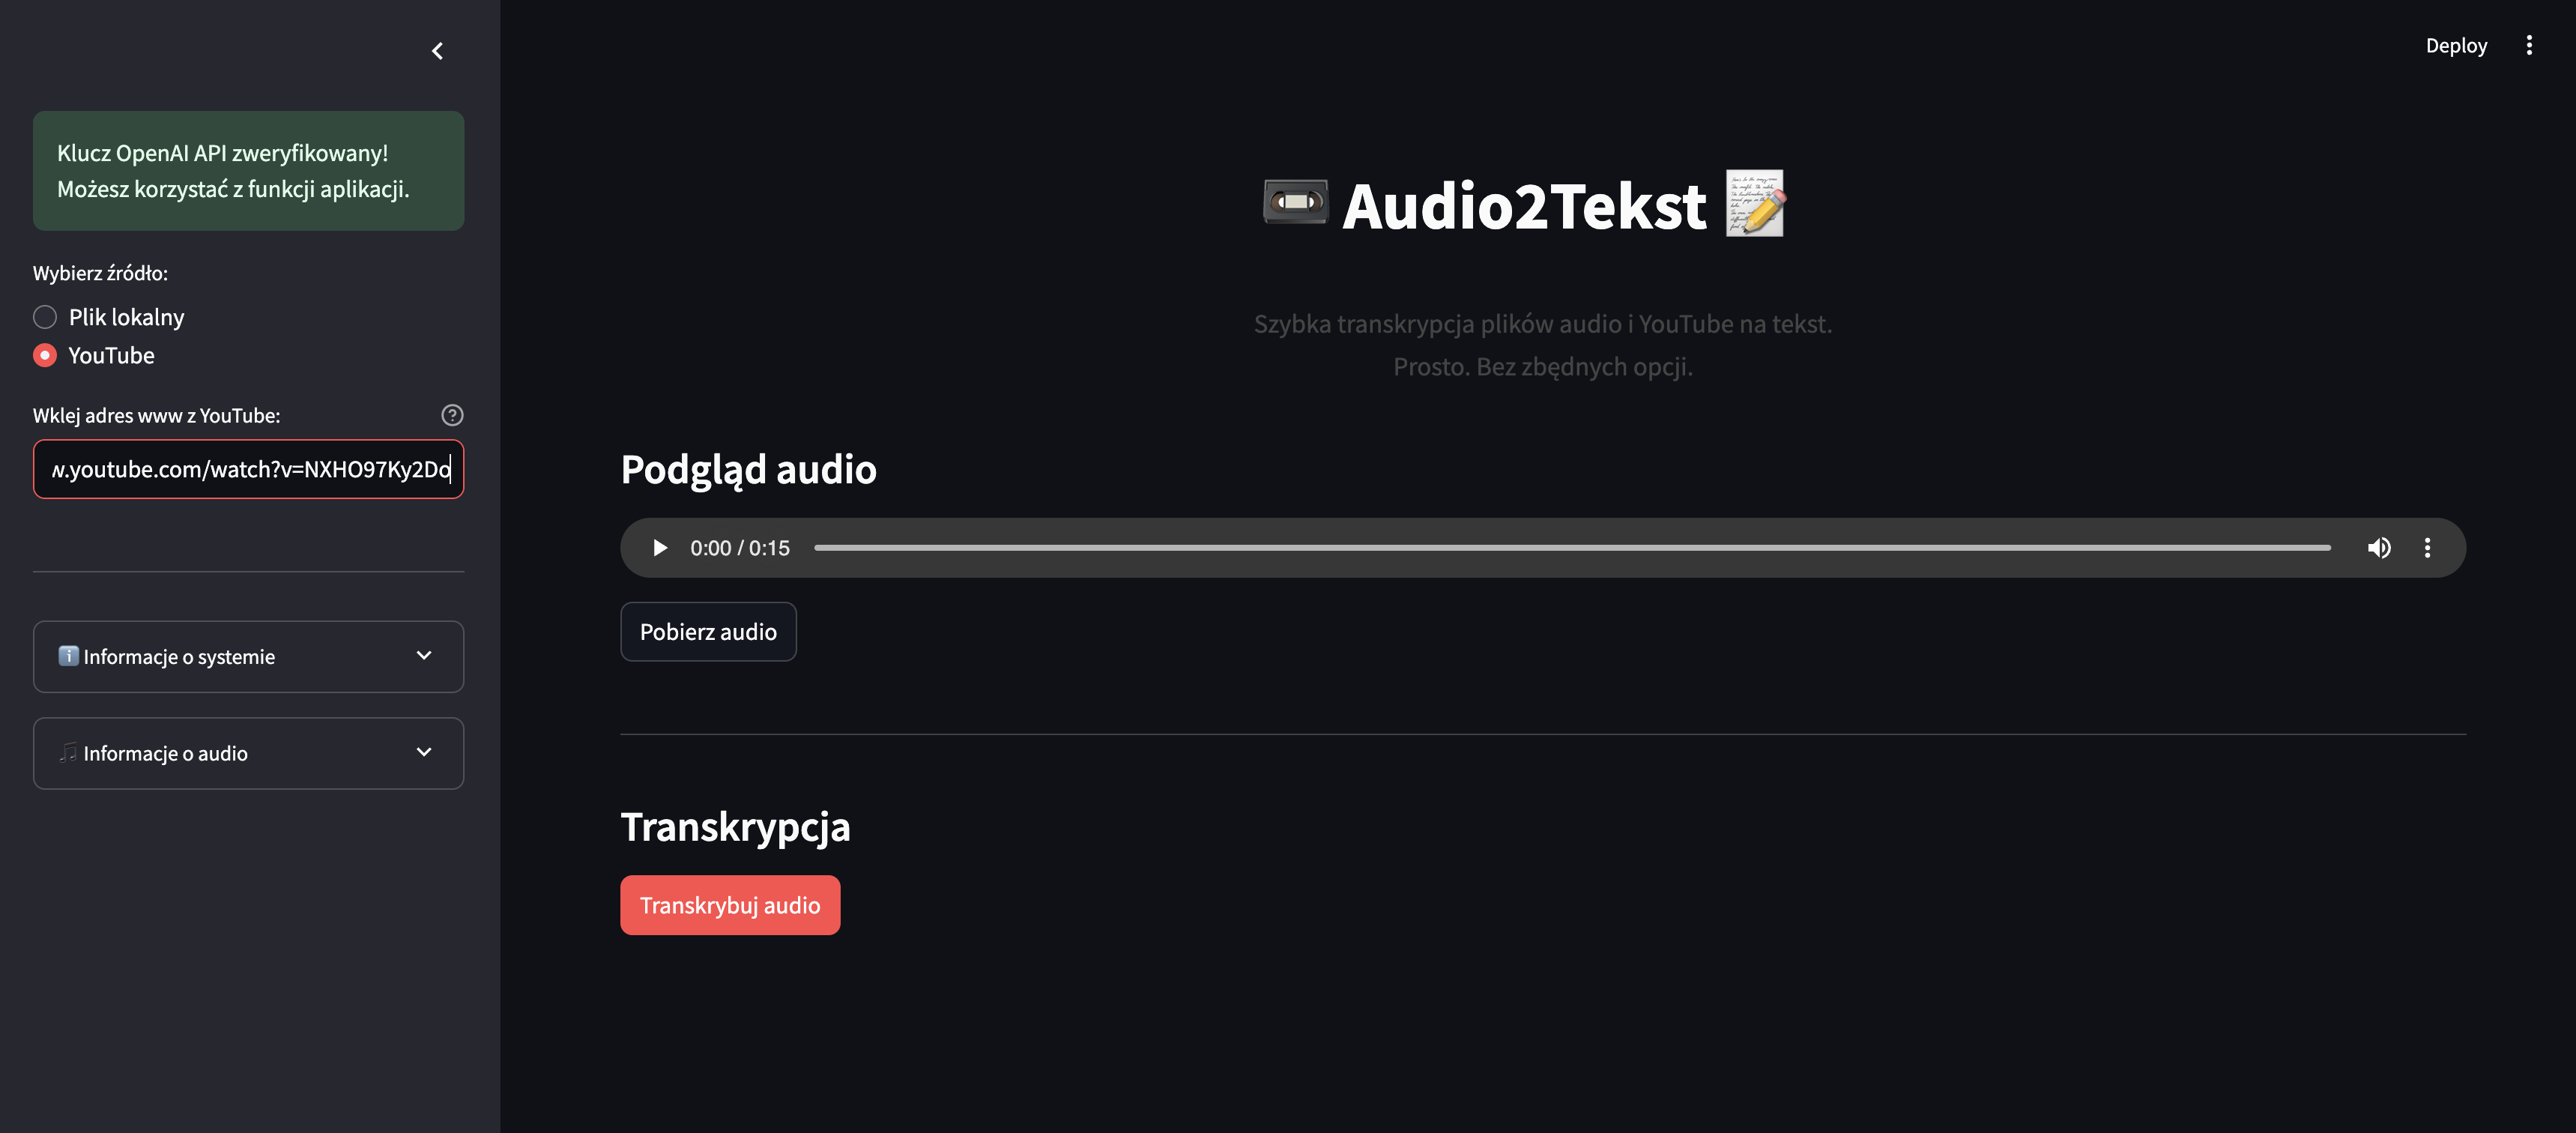 Deploy
Klucz OpenAI API zweryfikowany!
Możesz korzystać z funkcji aplikacji.
Wybierz źródło:
Plik lokalny
YouTube
Wklej adres www z YouTube:
w.youtube.com/watch?v=NXHO97Ky2Do
Informacje o systemie
Informacje o audio
Audio2Tekst
Szybka transkrypcja plików audio i YouTube na tekst.
Prosto. Bez zbędnych opcji.
Podgląd audio
0:00 / 0:15
Pobierz audio
Transkrypcja
Transkrybuj audio